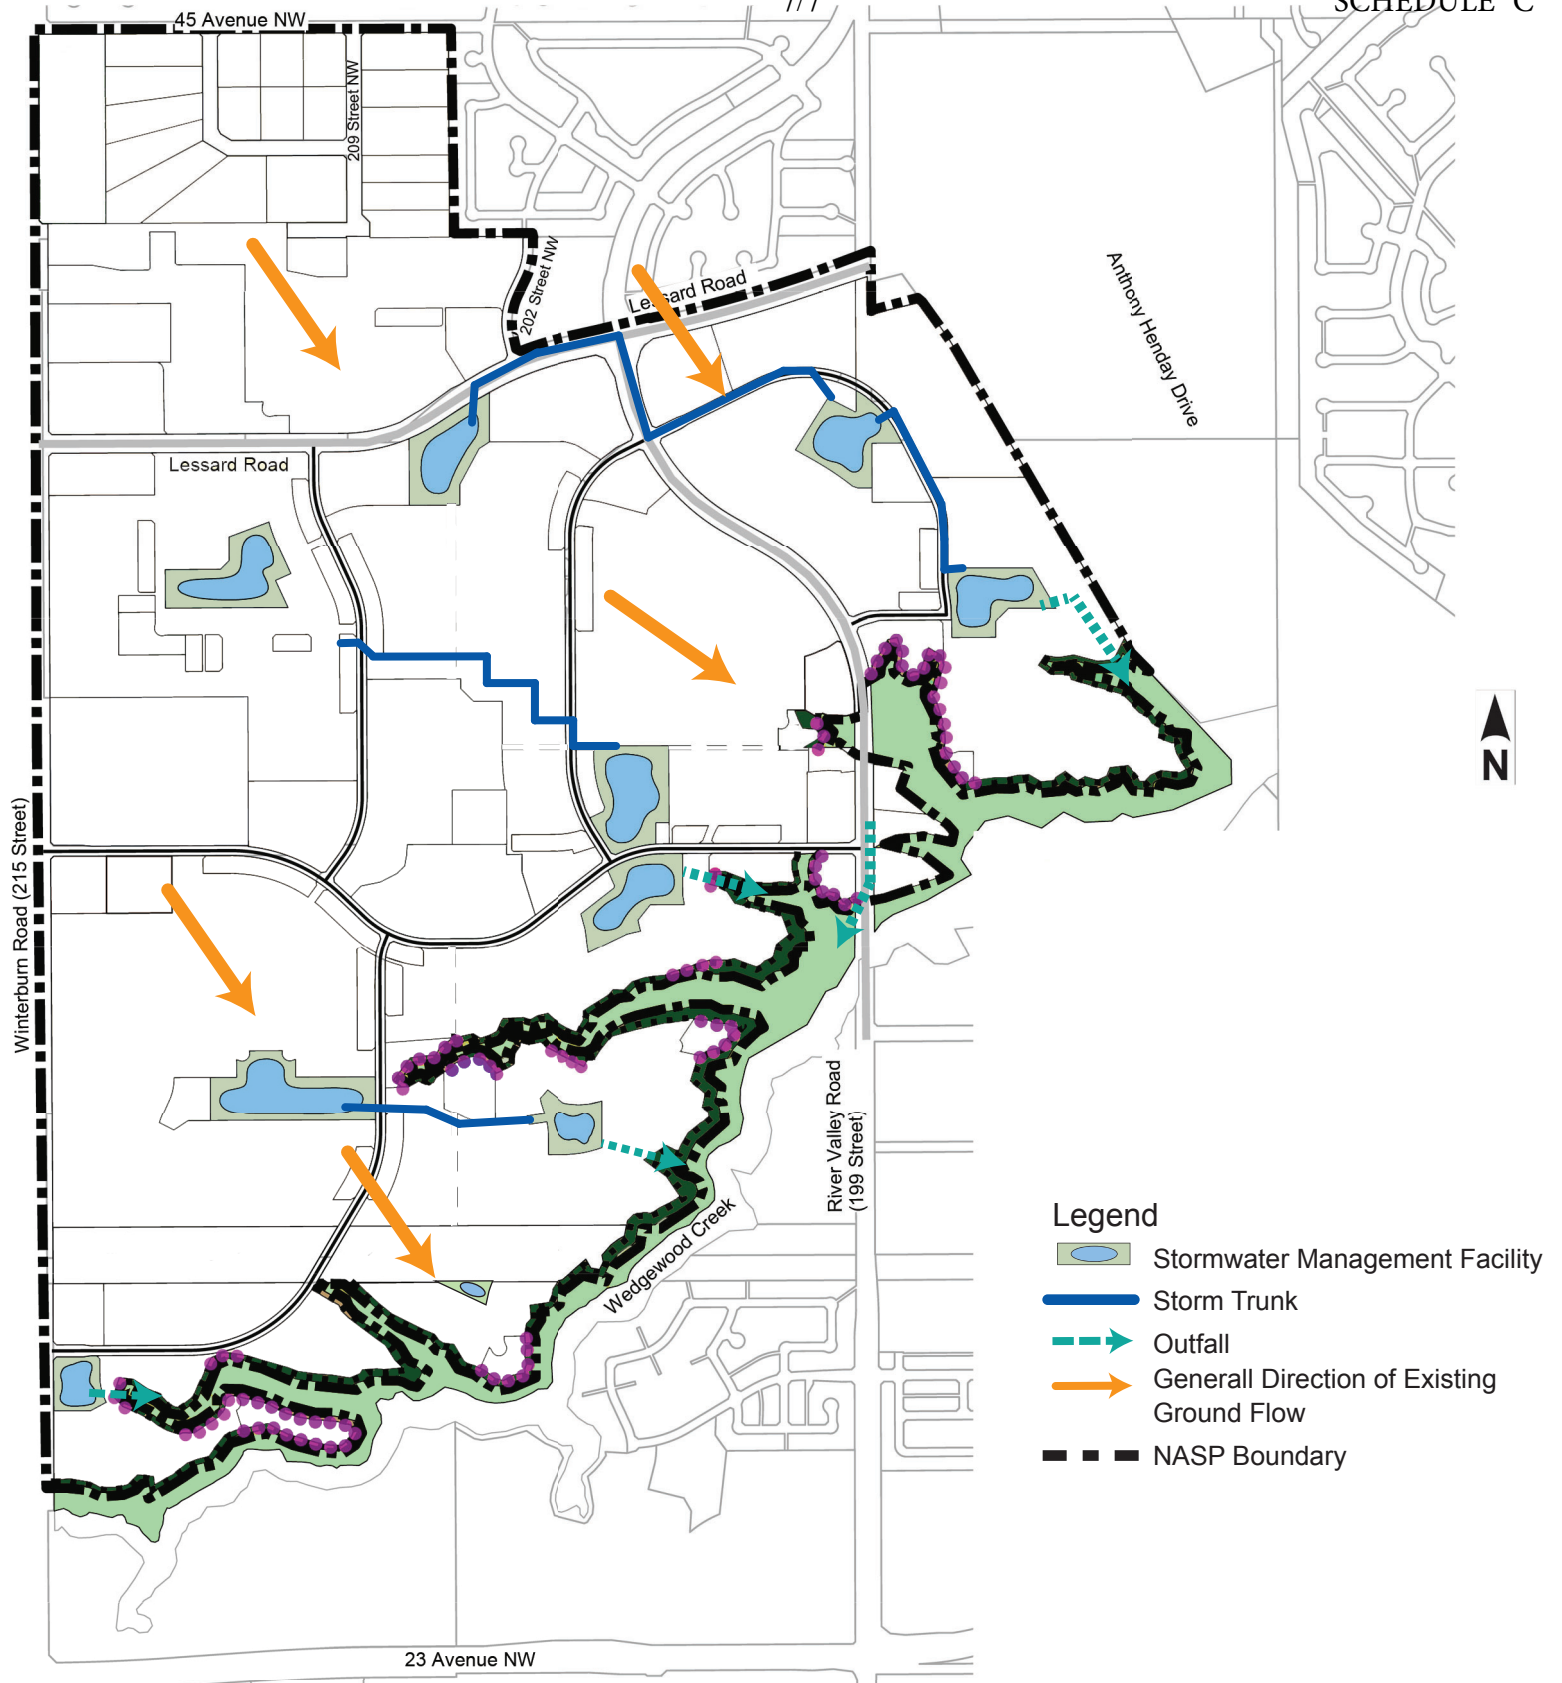 SCHEDULE "C"
45 Avenue NW
209 Street NW
202 Street NW
Lessard Road
Anthony Henday Drive
Lessard Road
N
Winterburn Road (215 Street)
River Valley Road
(199 Street)
Wedgewood Creek
Legend
Stormwater Management Facility
Storm Trunk
Outfall
Generall Direction of Existing
Ground Flow
NASP Boundary
23 Avenue NW